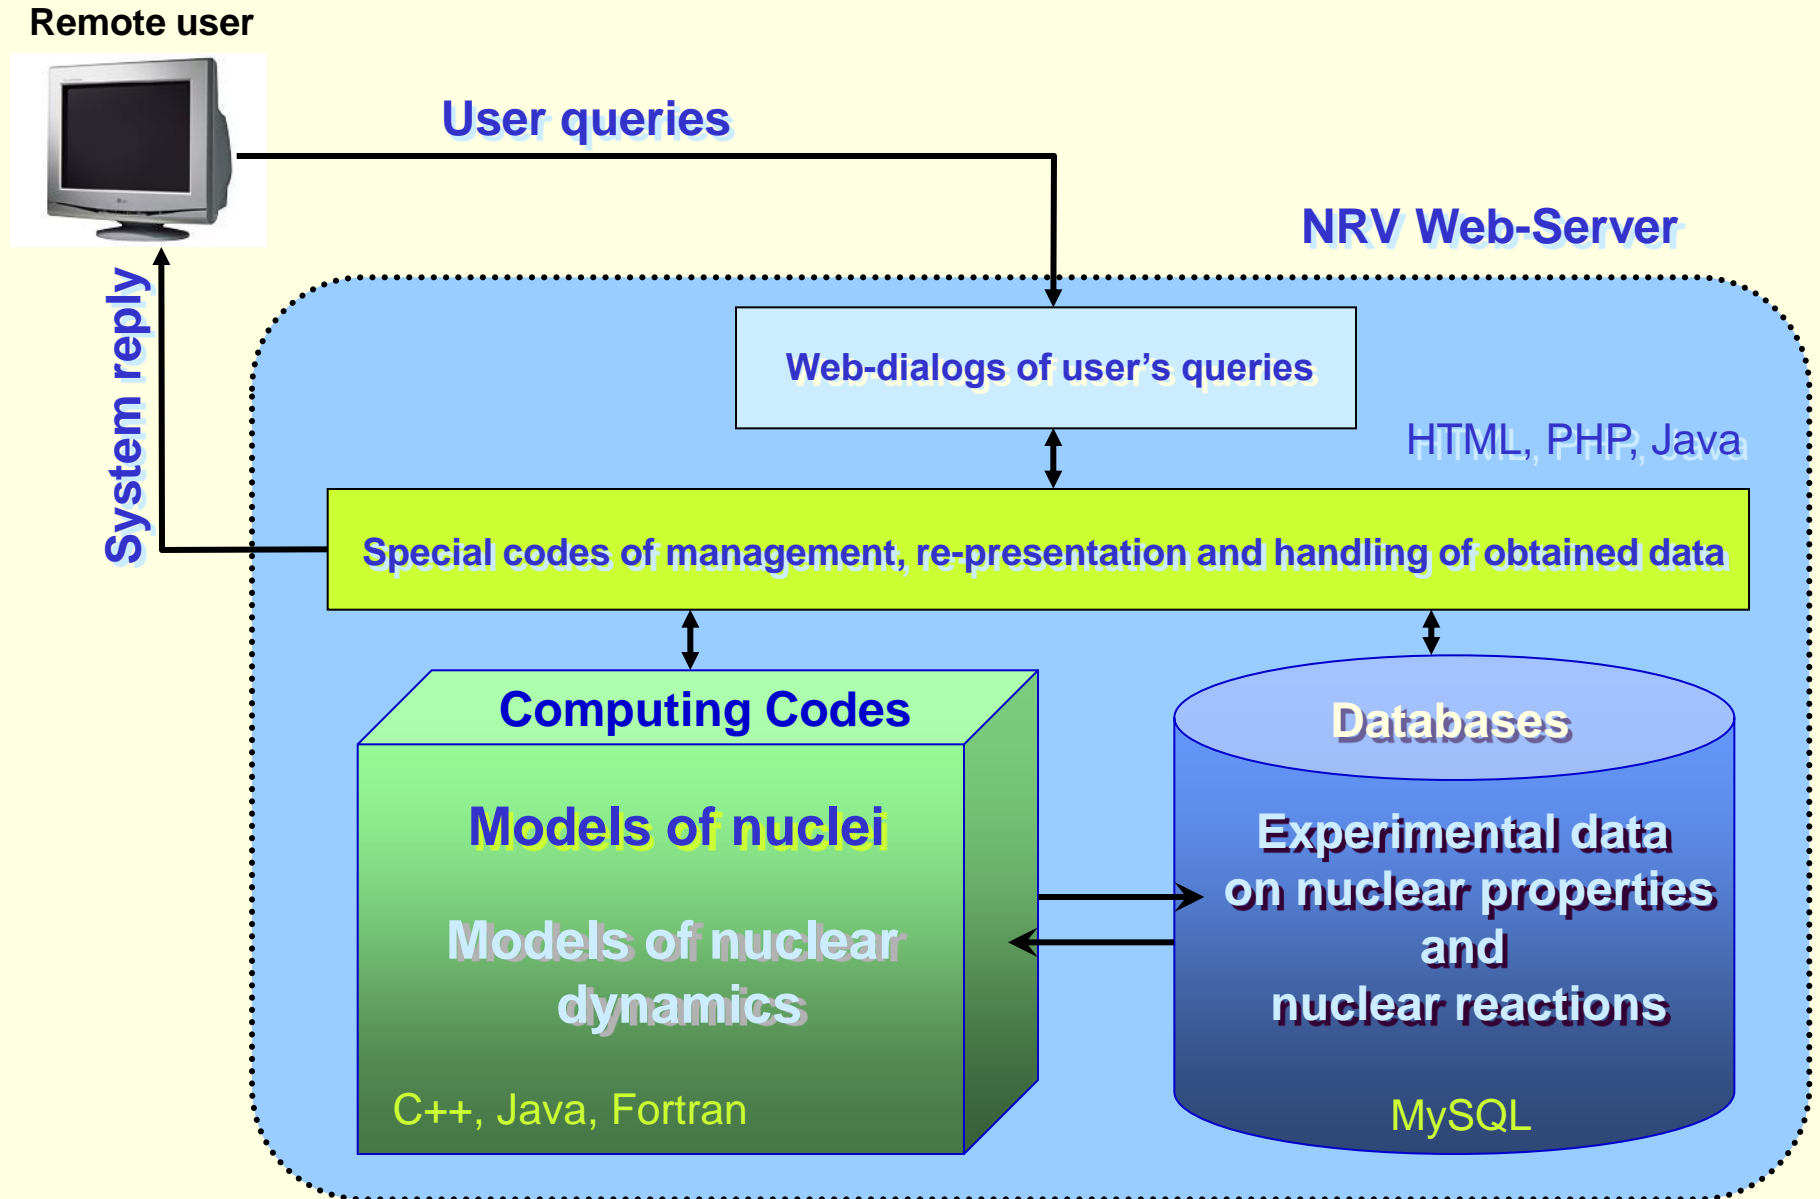 Remote user
User queries
NRV Web-Server
System reply
Web-dialogs of user’s queries
HTML, PHP, Java
Special codes of management, re-presentation and handling of obtained data
Computing Codes
Models of nuclei
Models of nuclear
dynamics
C++, Java, Fortran
Databases
Experimental data
on nuclear properties
and
nuclear reactions
MySQL